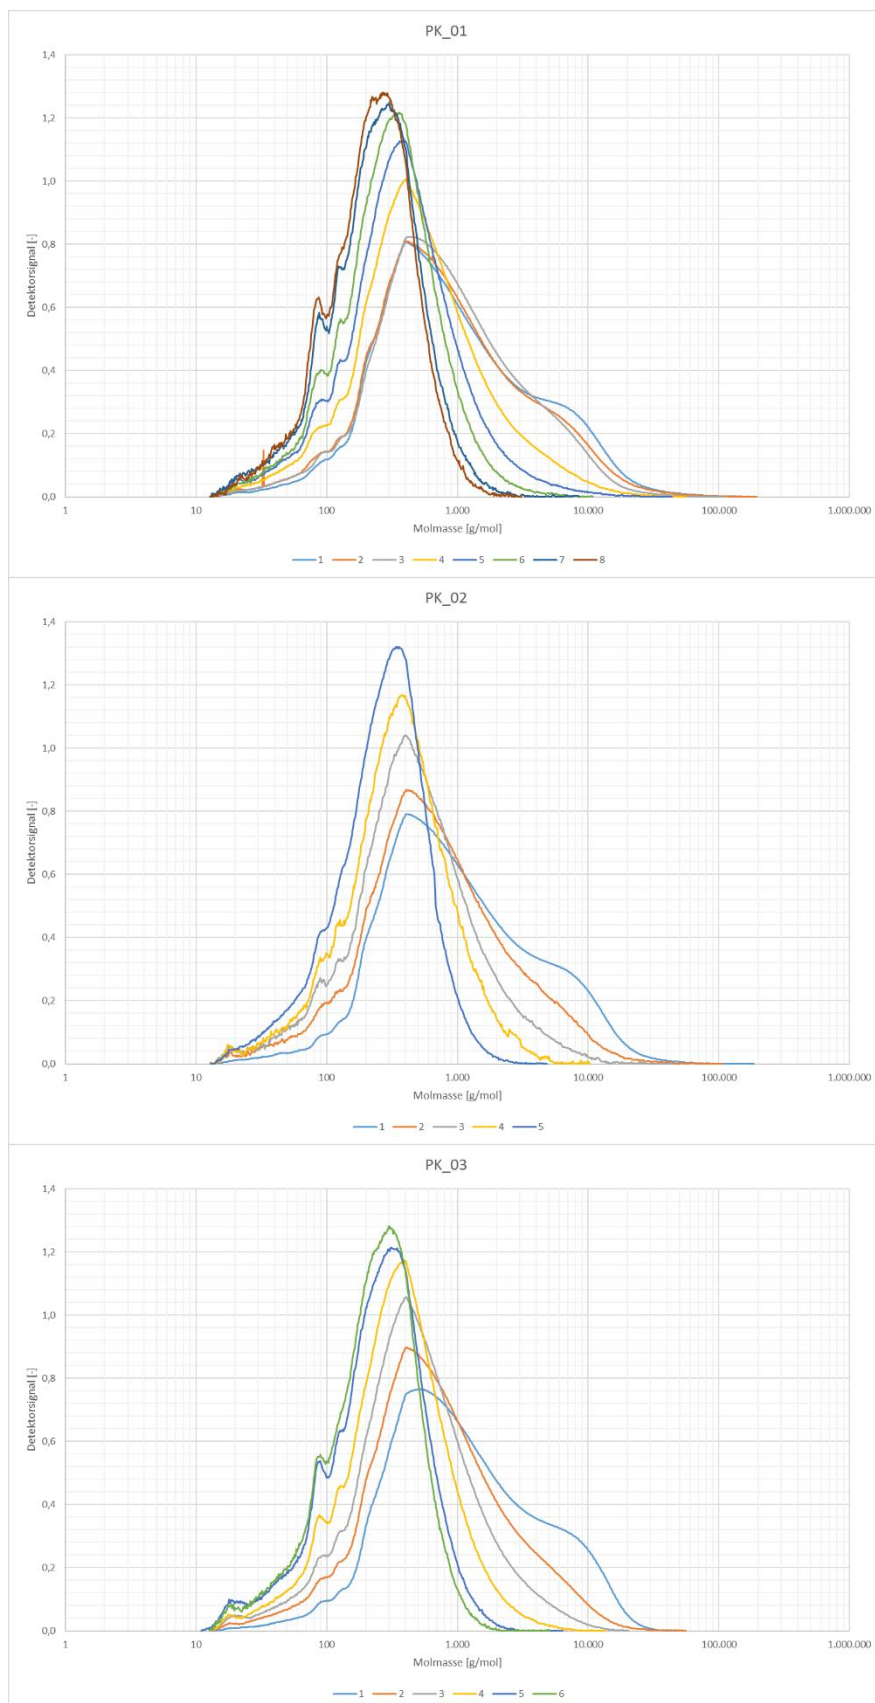 PK_01
1,4
1,2
1,0
0,8
0,6
0,4
0,2
0,0
Detektorsignal [-]
1 10 100 1.000 10.000 100.000 1.000.000
Molmasse [g/mol]
1 2 3 4 5 6 7 8
PK_02
1,4
1,2
1,0
0,8
0,6
0,4
0,2
0,0
Detektorsignal [-]
1 10 100 1.000 10.000 100.000 1.000.000
Molmasse [g/mol]
1 2 3 4 5
PK_03
1,4
1,2
1,0
0,8
0,6
0,4
0,2
0,0
Detektorsignal [-]
1 10 100 1.000 10.000 100.000 1.000.000
Molmasse [g/mol]
1 2 3 4 5 6